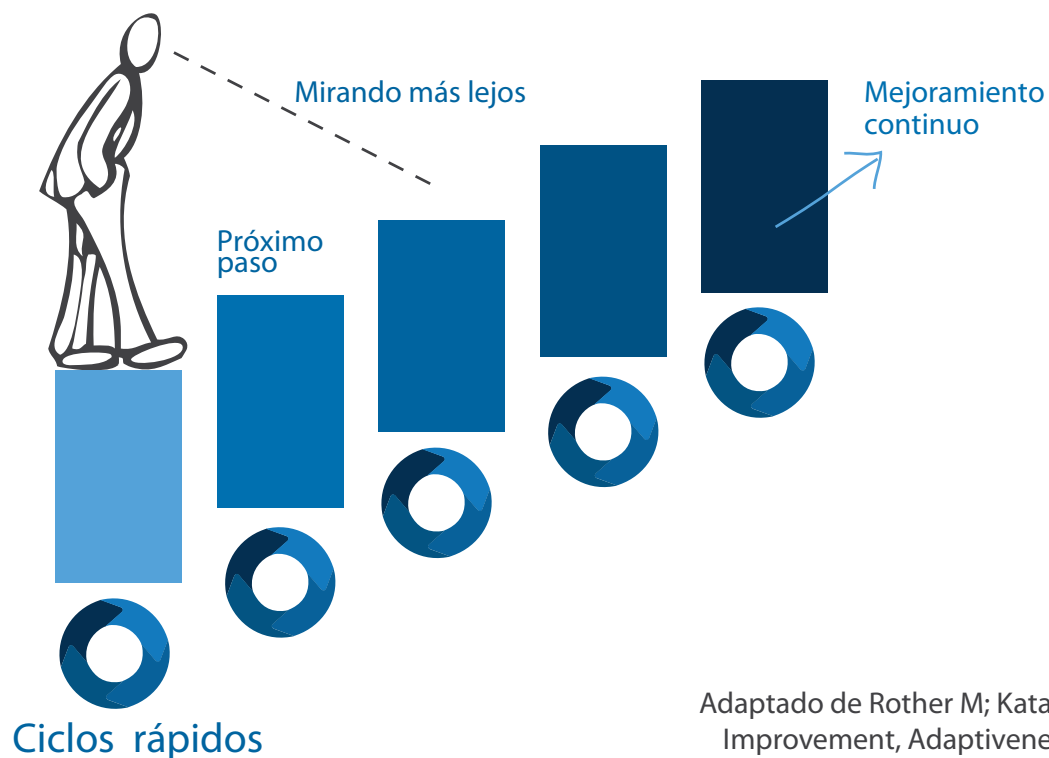 Mirando más lejos
Mejoramiento
continuo
Próximo
paso
Ciclos rápidos
Adaptado de Rother M; Kata
Improvement, Adaptivene